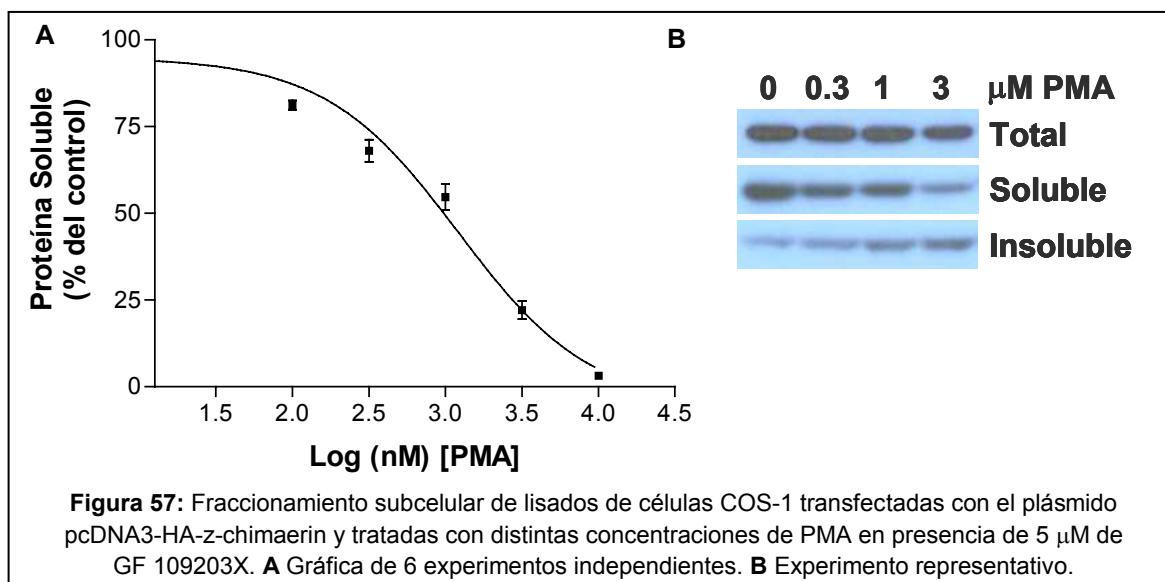 A
B
100
75
50
25
0
Proteína Soluble
(% del control)
1.5 2.0 2.5 3.0 3.5 4.0 4.5
Log (nM) [PMA]
0 0.3 1 3 μM PMA
Total
Soluble
Insoluble
Figura 57: Fraccionamiento subcelular de lisados de células COS-1 transfectadas con el plásmido
pcDNA3-HA-z-chimaerin y tratadas con distintas concentraciones de PMA en presencia de 5 μM de
GF 109203X. A Gráfica de 6 experimentos independientes. B Experimento representativo.